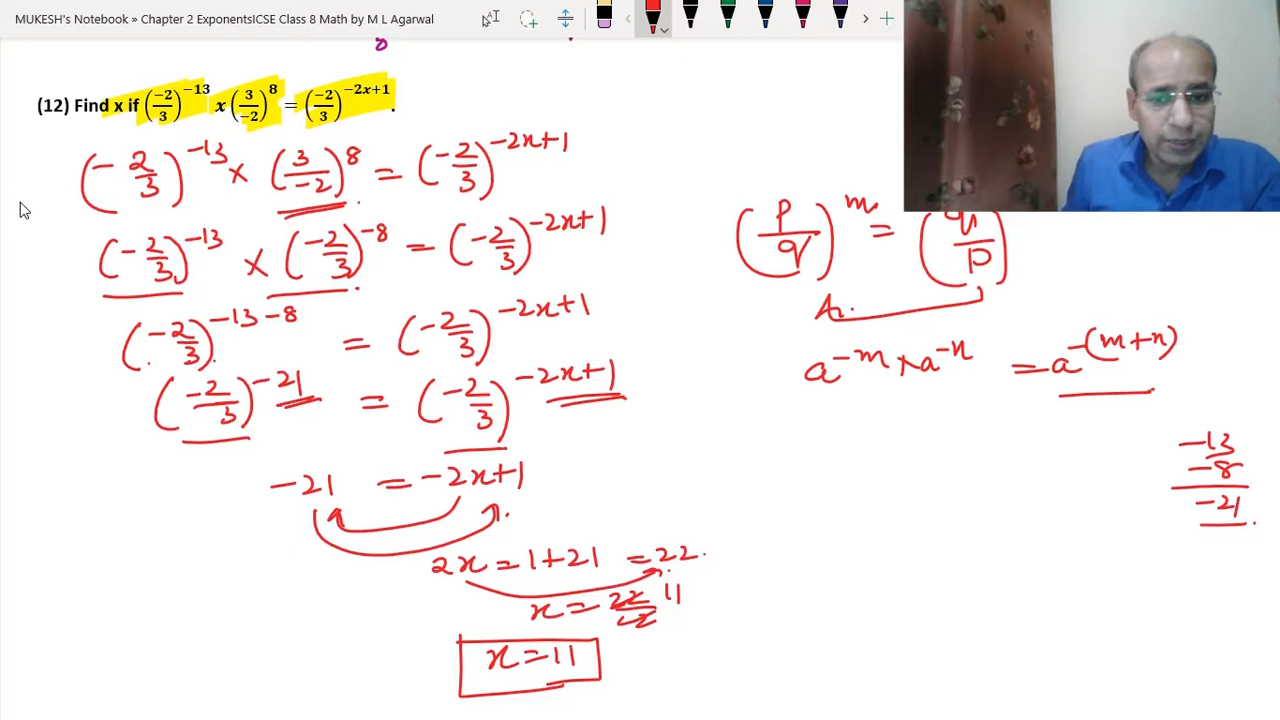 MUKESH's Notebook » Chapter 2 ExponentsICSE Class 8 Math by M L Agarwal
8
(12) Find x if (-2/3)^-13 x (3/-2)^8 = (-2/3)^-2x+1.
(-2/3)^-13 × (3/-2)^8 = (-2/3)^-2x+1
(p/q)^m = (q/p)
(-2/3)^-13 × (-2/3)^-8 = (-2/3)^-2x+1
(-2/3)^-13-8 = (-2/3)^-2x+1
a^-m × a^-n = a^-(m+n)
(-2/3)^-21 = (-2/3)^-2x+1
-13
-8
-21
-21 = -2x+1
2x = 1+21 = 22.
x = 22/2 11
x = 11